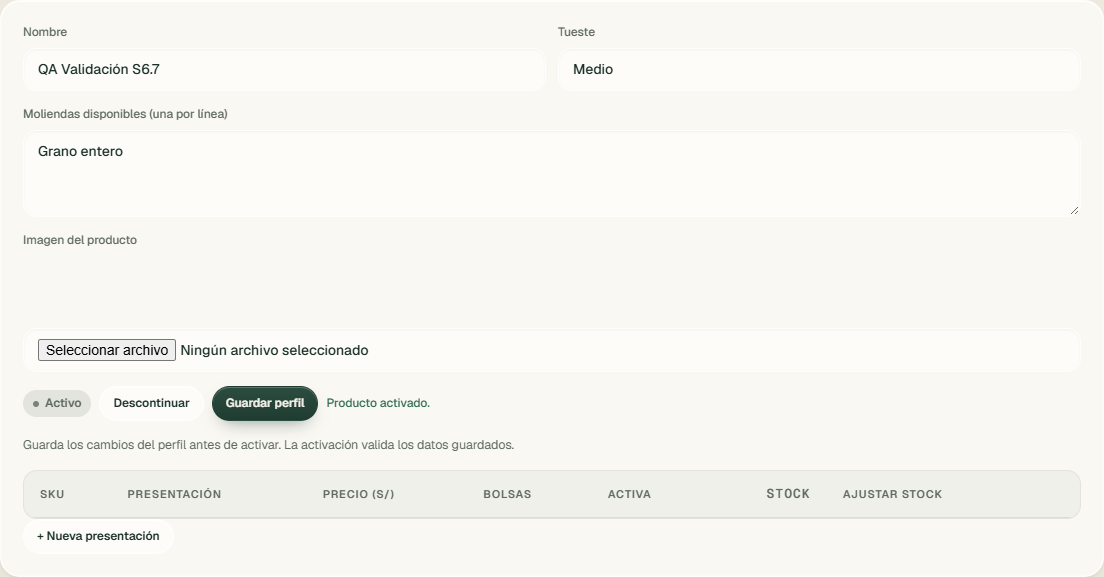 Nombre
Tueste
QA Validación S6.7
Medio
Moliendas disponibles (una por línea)
Grano entero
Imagen del producto
Seleccionar archivo Ningún archivo seleccionado
Activo Descontinuar Guardar perfil Producto activado.
Guarda los cambios del perfil antes de activar. La activación valida los datos guardados.
SKU PRESENTACIÓN PRECIO (S/) BOLSAS ACTIVA STOCK AJUSTAR STOCK
+ Nueva presentación